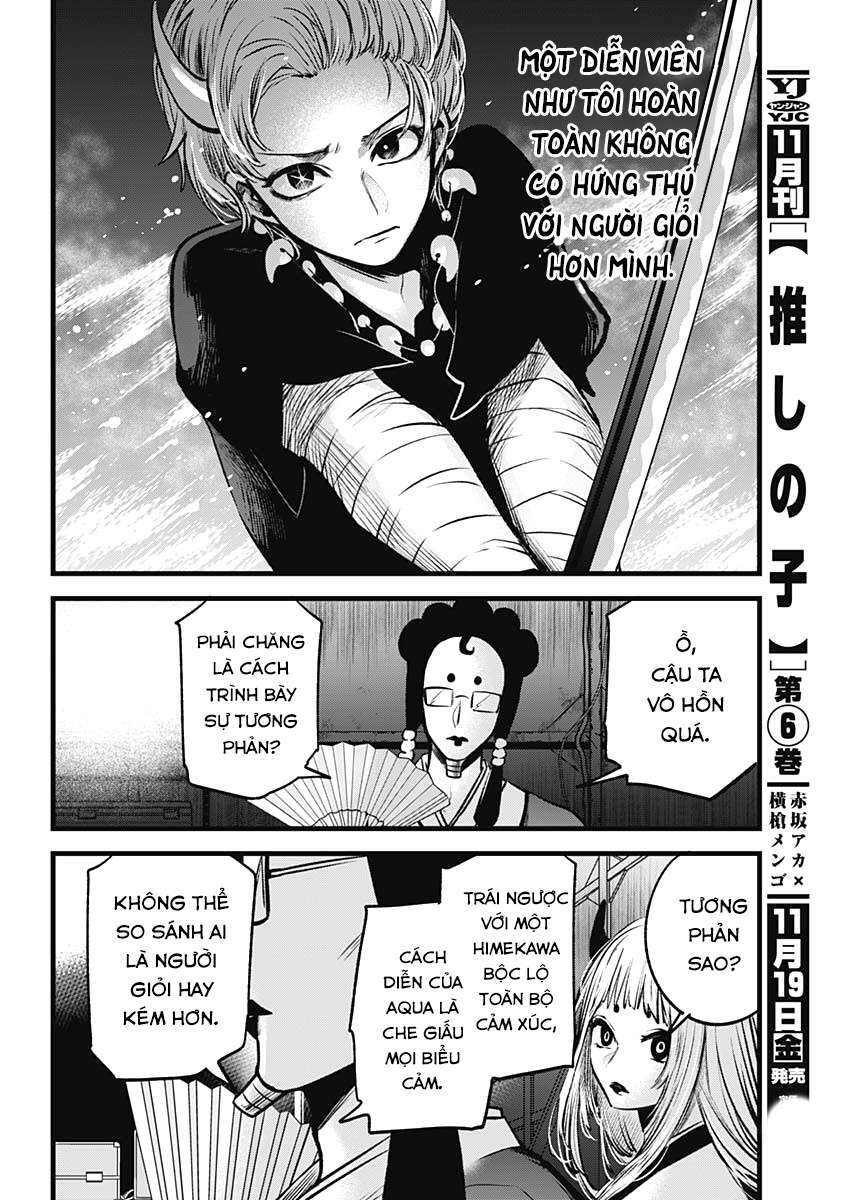 MỘT DIỄN VIÊN
NHƯ TÔI HOÀN
TOÀN KHÔNG
CÓ HỨNG THÚ
VỚI NGƯỜI GIỎI
HƠN MÌNH.
Ồ,
CẬU TA
VÔ HỒN
QUÁ.
PHẢI CHĂNG
LÀ CÁCH
TRÌNH BÀY
SỰ TƯƠNG
PHẢN?
TƯƠNG
PHẢN
SAO?
TRÁI NGƯỢC
VỚI MỘT
HIMEKAWA
BỘC LỘ
TOÀN BỘ
CẢM XÚC,
CÁCH
DIỄN CỦA
AQUA LÀ
CHE GIẤU
MỌI BIỂU
CẢM.
KHÔNG THỂ
SO SÁNH AI
LÀ NGƯỜI
GIỎI HAY
KÉM HƠN.
YJ
ヤンジャン
YJC
11月刊[【推しの子】]第⑥巻
赤坂アカ×
横槍メンゴ
11月19日金発売